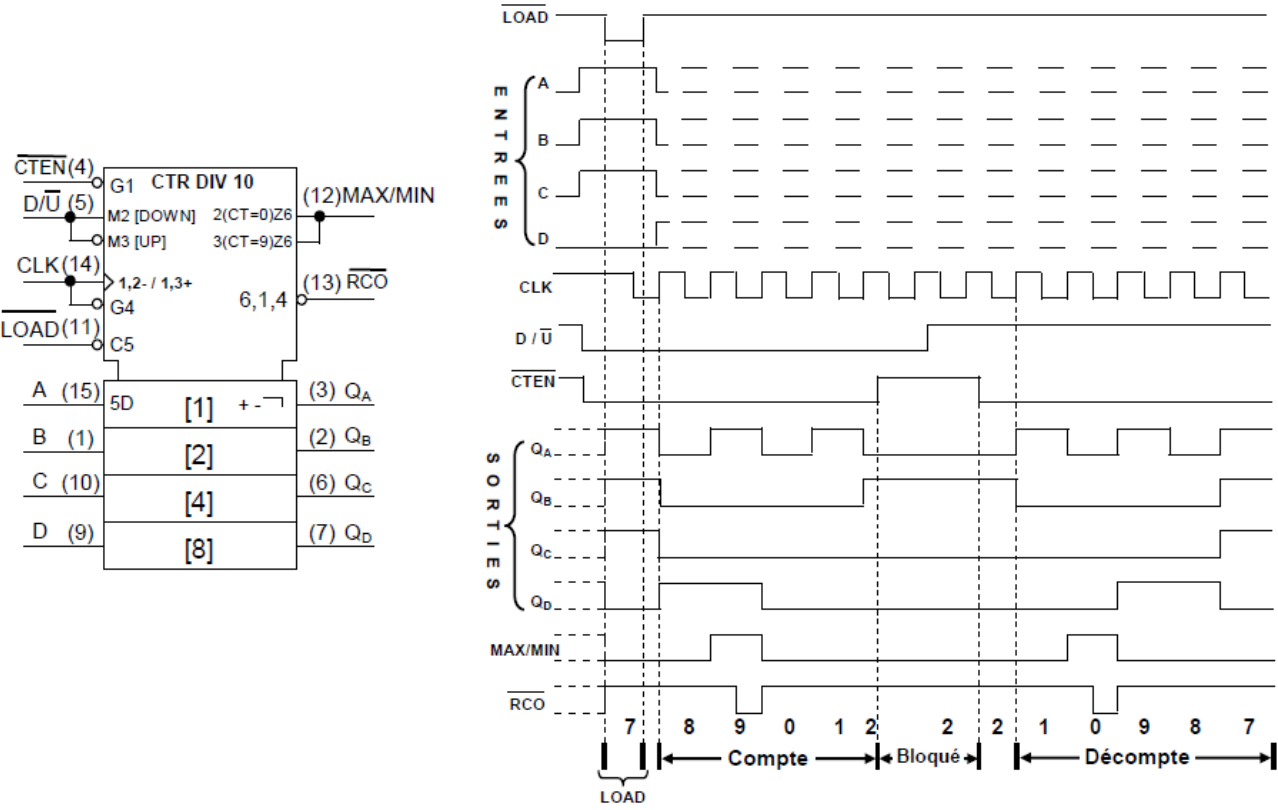 CTEN (4)
D/U (5)
CLK (14)
LOAD (11)
G1 CTR DIV 10
M2 [DOWN]
M3 [UP]
1,2- / 1,3+
G4
C5
2(CT=0)Z6
3(CT=9)Z6
6,1,4
(12) MAX/MIN
(13) RCO
A (15) 5D [1] + - (3) QA
B (1) [2] (2) QB
C (10) [4] (6) QC
D (9) [8] (7) QD
LOAD
ENTREES
A
B
C
D
CLK
D / U
CTEN
SORTIES
QA
QB
QC
QD
MAX/MIN
RCO
7 8 9 0 1 2 2 2 1 0 9 8 7
Compte Bloqué Décompte
LOAD